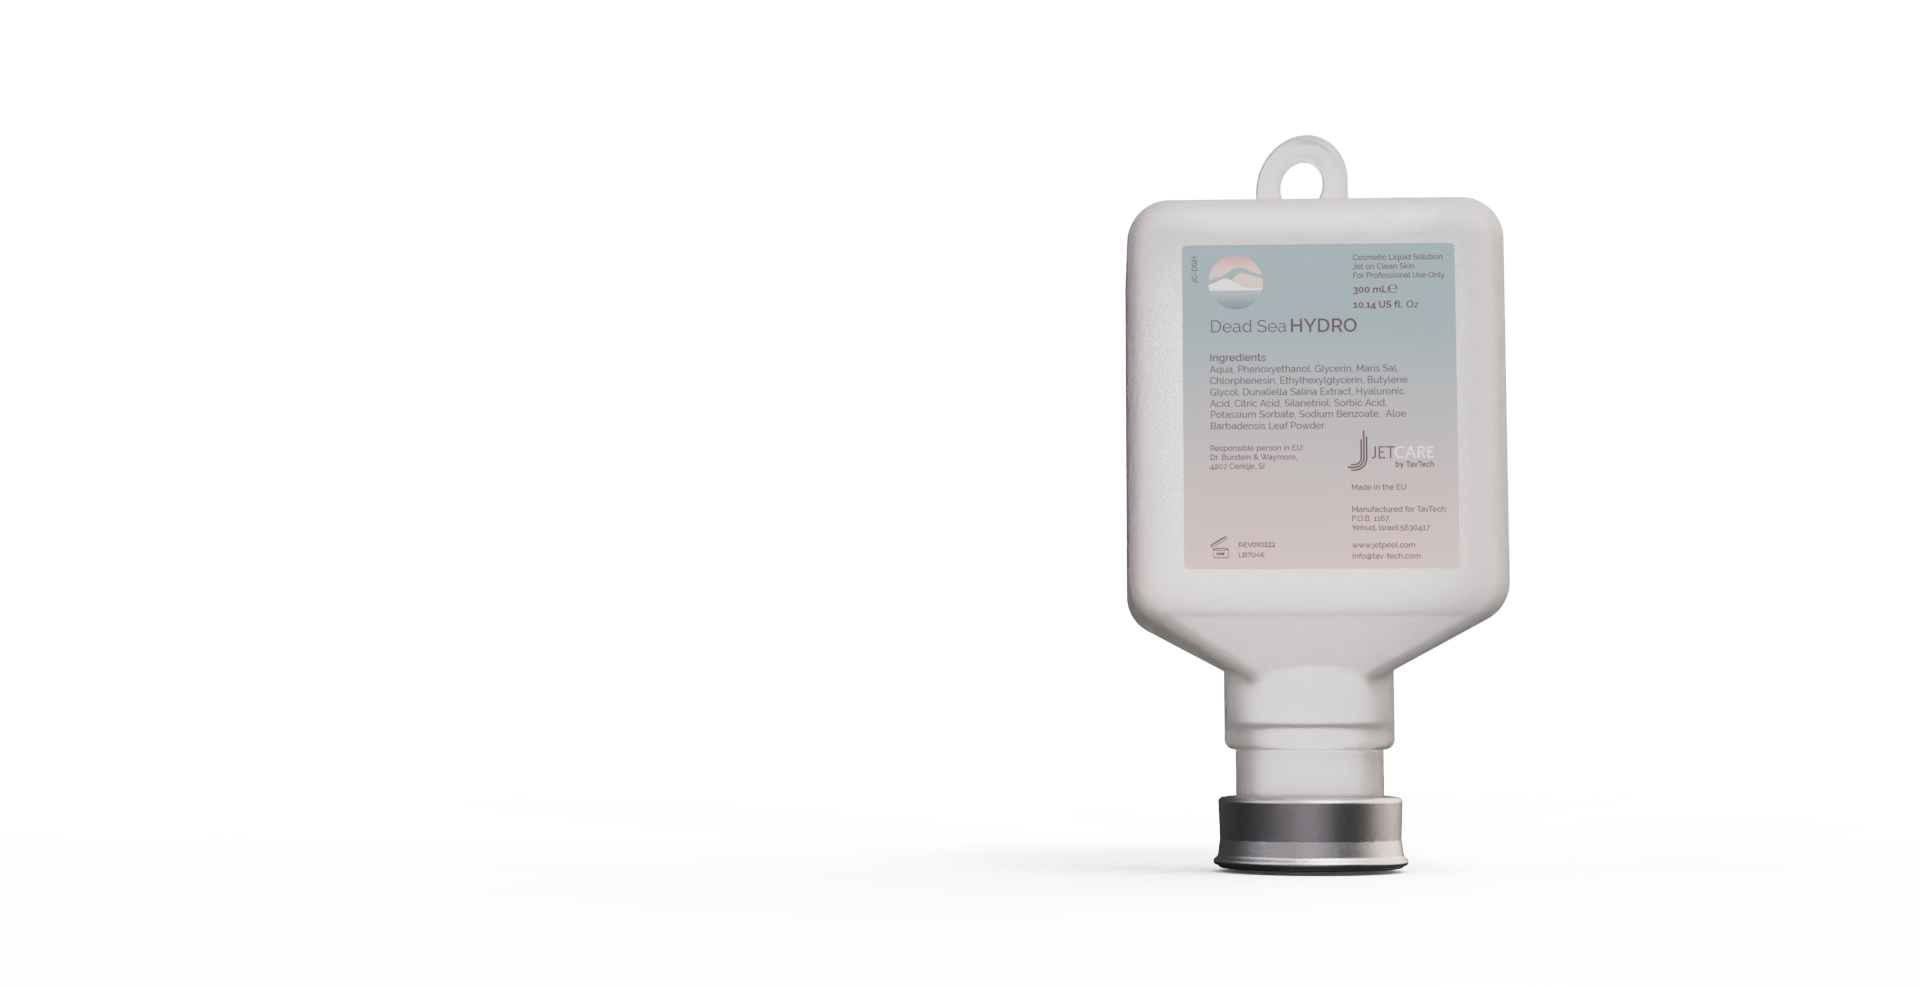 JC-DSH
Cosmetic Liquid Solution
Jet on Clean Skin
For Professional Use Only
300 mL℮
10.14 US fl. Oz
Dead Sea HYDRO
Ingredients
Aqua, Phenoxyethanol, Glycerin, Maris Sal,
Chlorphenesin, Ethylhexylglycerin, Butylene
Glycol, Dunaliella Salina Extract, Hyaluronic
Acid, Citric Acid, Silanetriol, Sorbic Acid,
Potassium Sorbate, Sodium Benzoate, Aloe
Barbadensis Leaf Powder.
Responsible person in EU:
Dr. Burstein & Waymore,
4207 Cerklje, SI
JETCARE
by TavTech
Made in the EU
Manufactured for TavTech
P.O.B. 1167,
Yehud, Israel 5630417
www.jetpeel.com
info@tav-tech.com
REV010322
LB7046